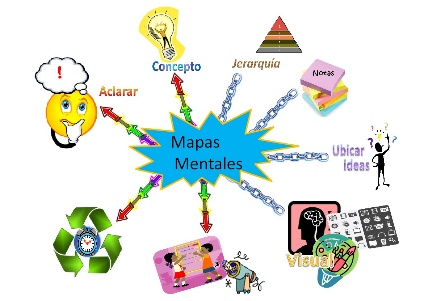 !
Aclarar
Concepto
Jerarquía
Notas
Mapas
Mentales
Ubicar
ideas
Visual